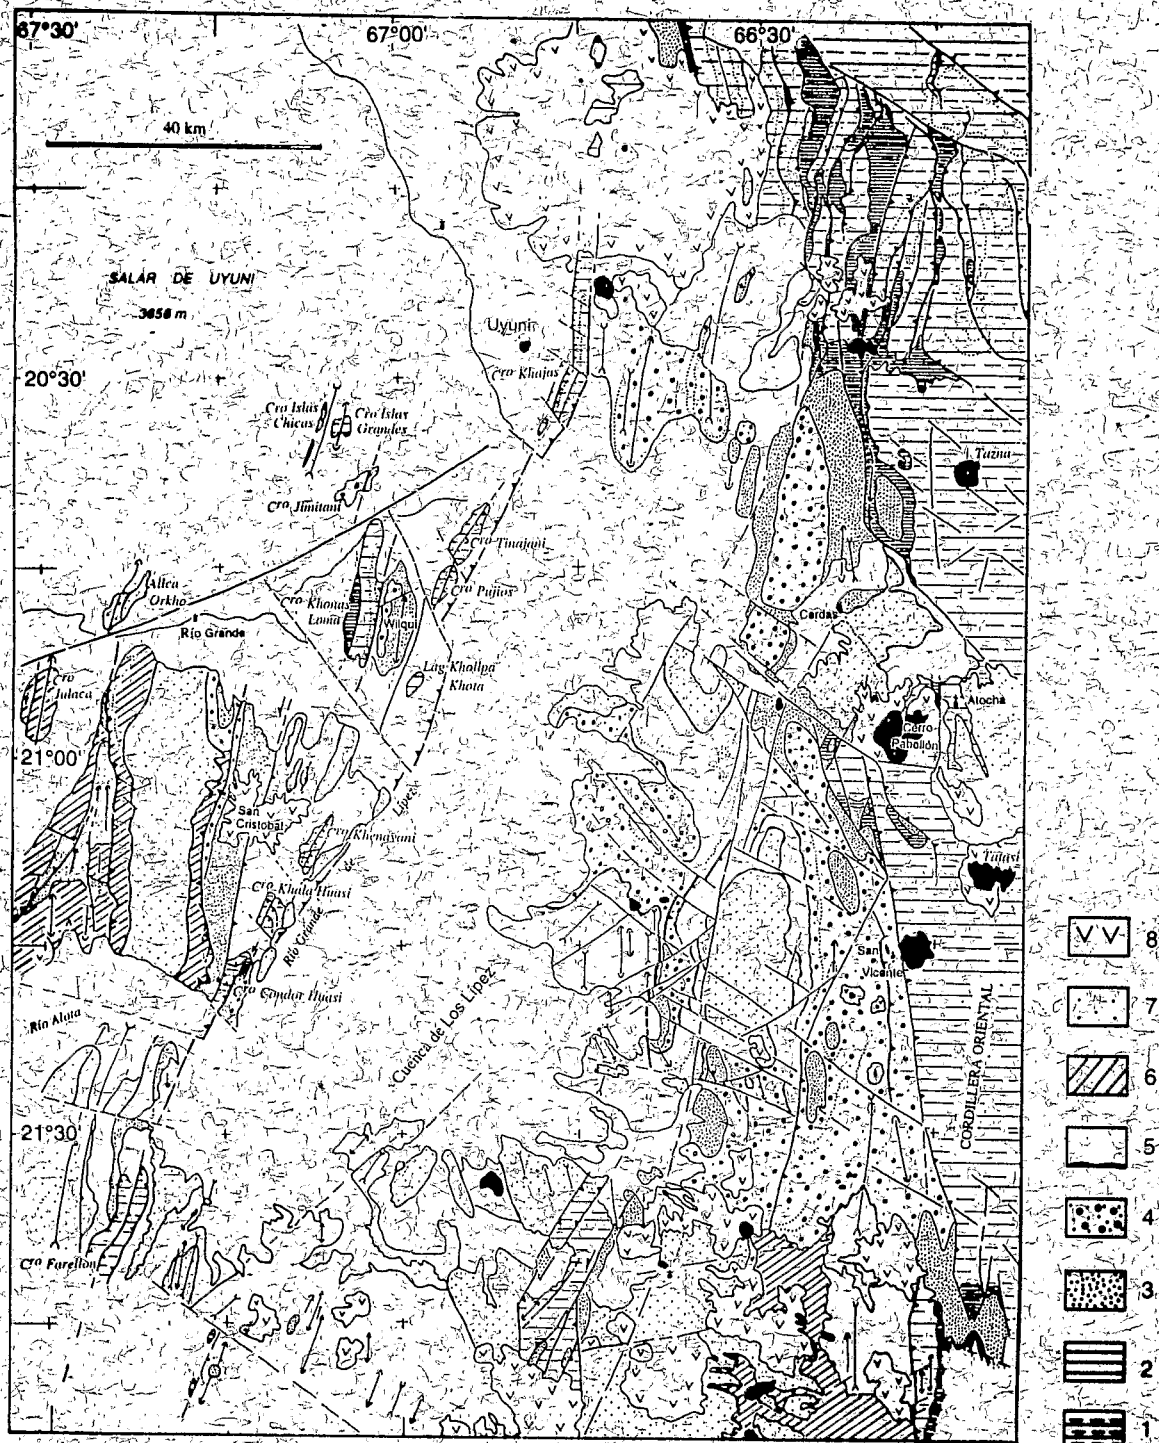 67°30'
67°00'
66°30'
40 km
SALAR DE UYUNI
3656 m
Uyuni
20°30'
Cro Khajas
Cro Islas
Chicas
Cro Islas
Grandes
Tazna
Cro Jimitani
Cro Tinajani
Cro Pujios
Allca
Orkho
Cro Khonas
Loma
Wilqui
Cerdas
Río Grande
Lag Khollpa
Khota
Cro
Julaca
Atocha
Cerro
Pabollón
21°00'
Lipez
San
Cristobal
Cro Khenayani
Tatasi
Cro Khala Huasi
Río Grande
San
Vicente
8
Cro Condor Huasi
Río Alota
7
Cuenca de Los Lipez
CORDILLERA ORIENTAL
6
21°30'
5
4
Cro Farellon
3
2
1